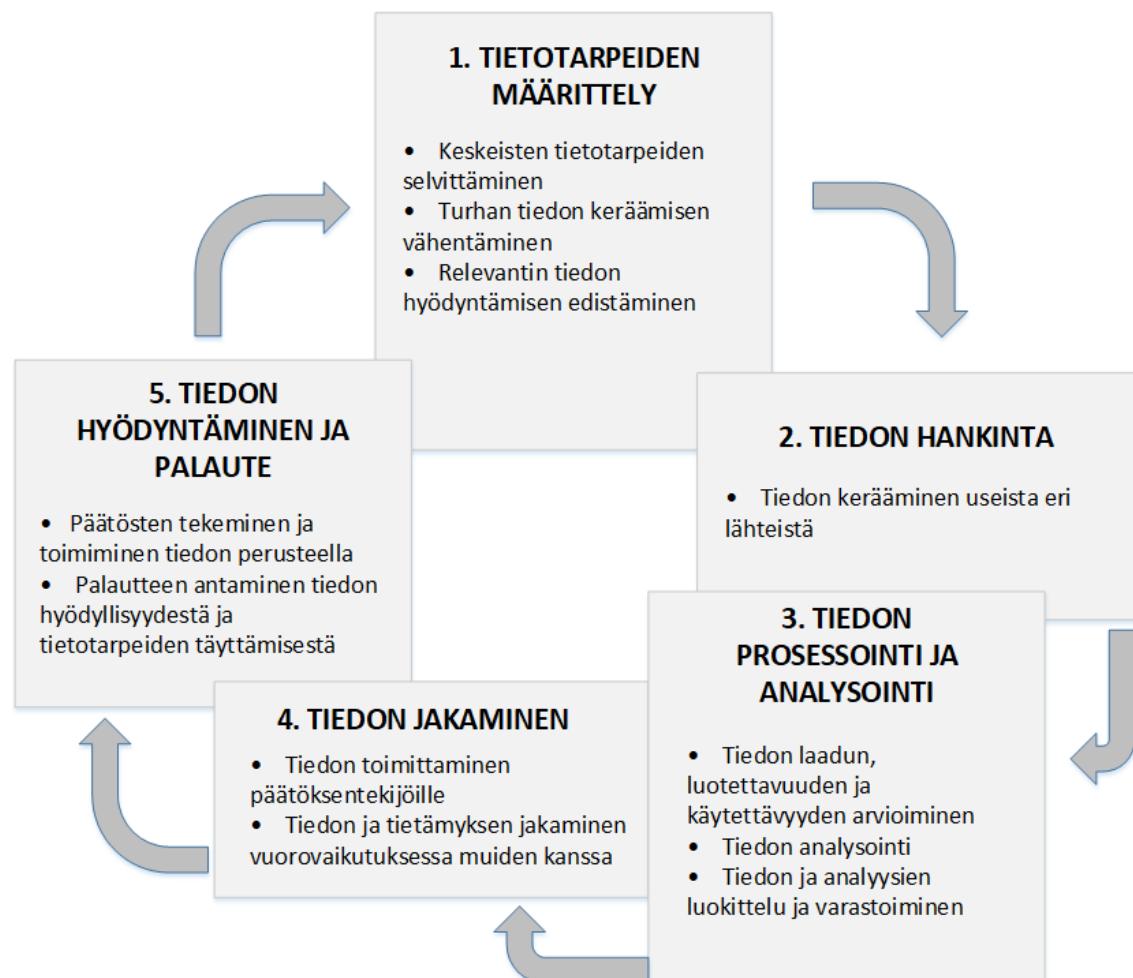 1. TIETOTARPEIDEN
MÄÄRITTELY
• Keskeisten tietotarpeiden
selvittäminen
• Turhan tiedon keräämisen
vähentäminen
• Relevantin tiedon
hyödyntämisen edistäminen
2. TIEDON HANKINTA
• Tiedon kerääminen useista eri
lähteistä
3. TIEDON
PROSESSOINTI JA
ANALYSOINTI
• Tiedon laadun,
luotettavuuden ja
käytettävyyden arvioiminen
• Tiedon analysointi
• Tiedon ja analyysien
luokittelu ja varastoiminen
4. TIEDON JAKAMINEN
• Tiedon toimittaminen
päätöksentekijöille
• Tiedon ja tietämyksen jakaminen
vuorovaikutuksessa muiden kanssa
5. TIEDON
HYÖDYNTÄMINEN JA
PALAUTE
• Päätösten tekeminen ja
toimiminen tiedon perusteella
• Palautteen antaminen tiedon
hyödyllisyydestä ja
tietotarpeiden täyttämisestä